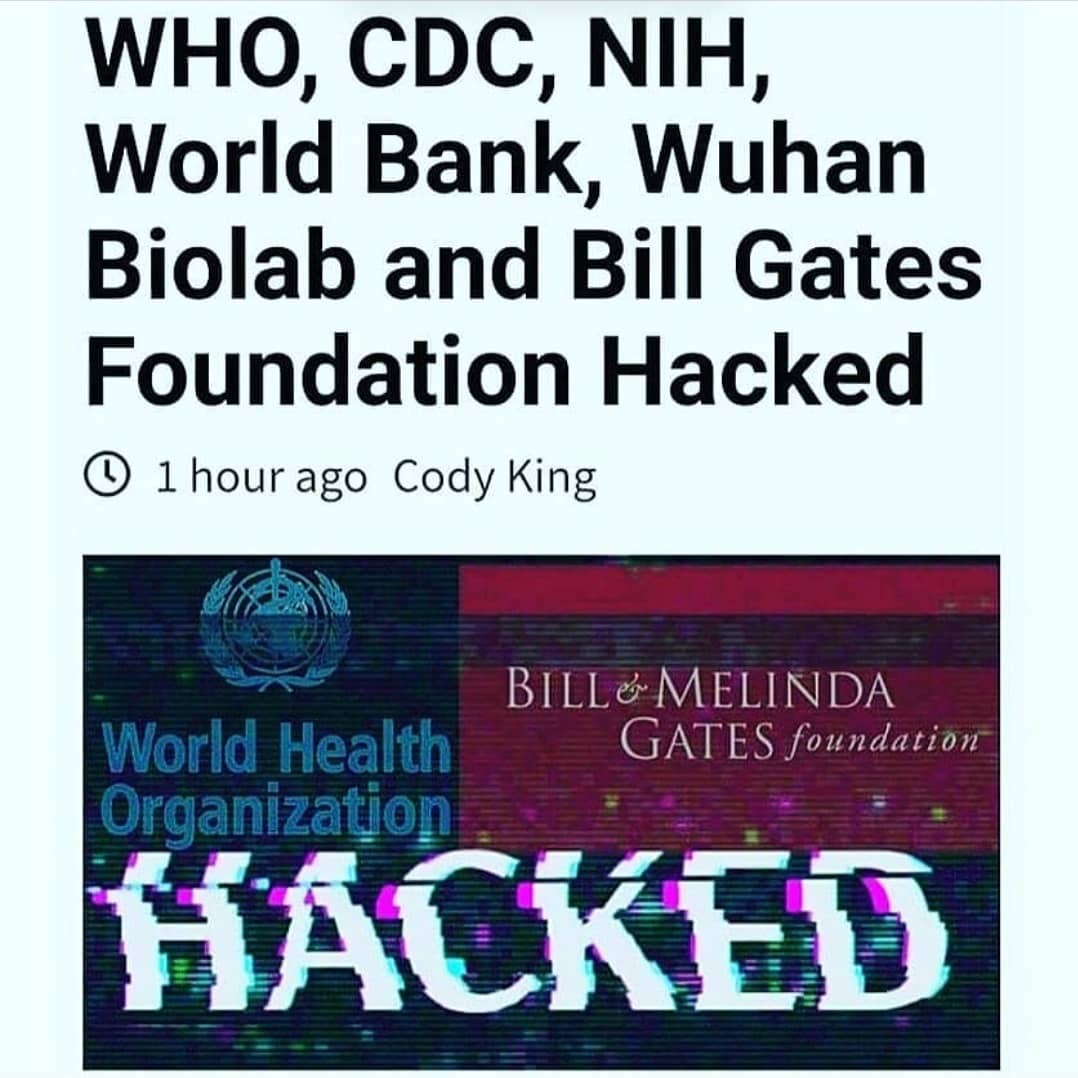 WHO, CDC, NIH,
World Bank, Wuhan
Biolab and Bill Gates
Foundation Hacked
1 hour ago Cody King
World Health
Organization
BILL & MELINDA
GATES foundation
HACKED